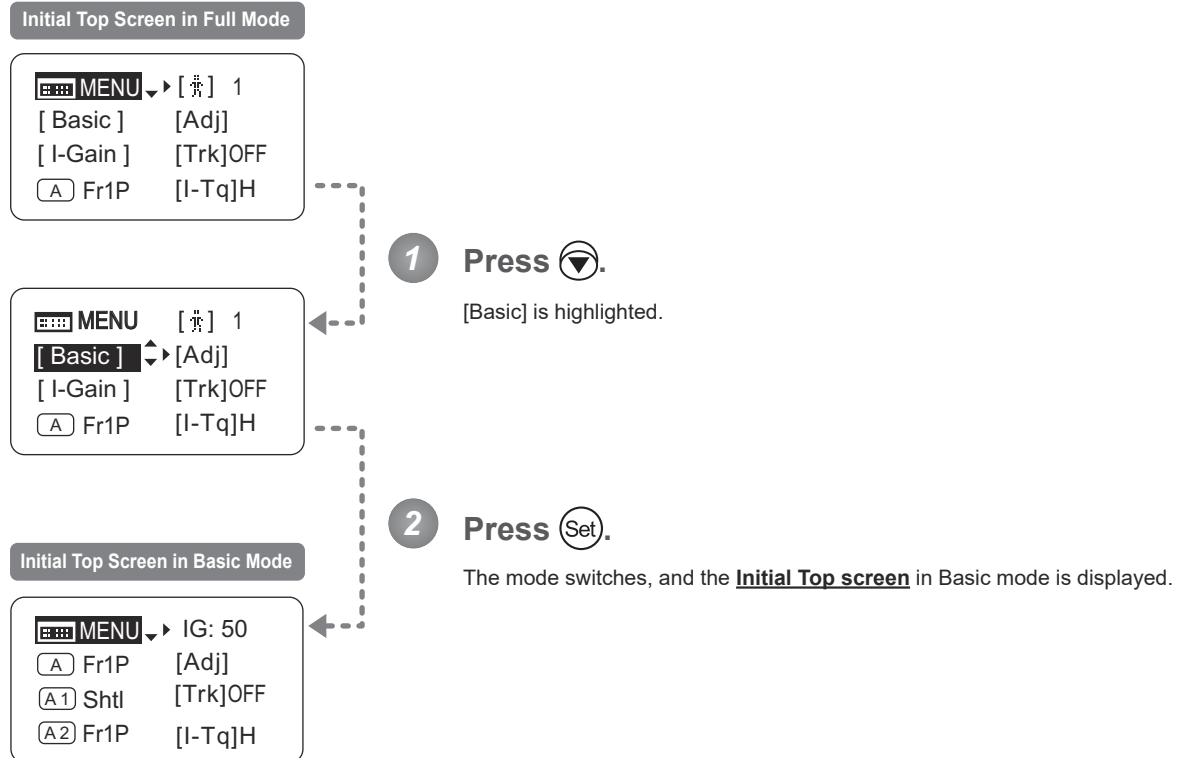 Initial Top Screen in Full Mode
MENU [ ] 1
[ Basic ] [Adj]
[ I-Gain ] [Trk]OFF
A Fr1P [I-Tq]H
1 Press .
[Basic] is highlighted.
MENU [ ] 1
[ Basic ] [Adj]
[ I-Gain ] [Trk]OFF
A Fr1P [I-Tq]H
2 Press Set.
The mode switches, and the Initial Top screen in Basic mode is displayed.
Initial Top Screen in Basic Mode
MENU IG: 50
A Fr1P [Adj]
A1 Shtl [Trk]OFF
A2 Fr1P [I-Tq]H